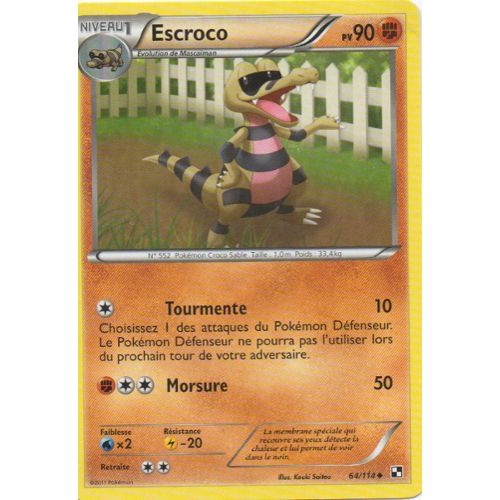 NIVEAU 1
Escroco
PV 90
Évolution de Mascaïman
N° 552 Pokémon Croco Sable Taille : 1,0m. Poids : 33,4kg
Tourmente 10
Choisissez 1 des attaques du Pokémon Défenseur.
Le Pokémon Défenseur ne pourra pas l'utiliser lors
du prochain tour de votre adversaire.
Morsure 50
Faiblesse
×2
Résistance
-20
Retraite
La membrane spéciale qui
recouvre ses yeux détecte la
chaleur et lui permet de voir
dans le noir.
©2011 Pokémon
Illus. Kouki Saitou
64/114